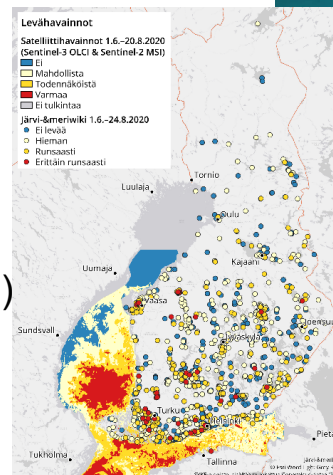 Levähavainnot
Satelliittihavainnot 1.6.–20.8.2020
(Sentinel-3 OLCI & Sentinel-2 MSI)
Ei
Mahdollista
Todennäköistä
Varmaa
Ei tulkintaa
Järvi-&meriwiki 1.6.–24.8.2020
Ei levää
Hieman
Runsaasti
Erittäin runsaasti
Tornio
Luulaja
Oulu
Uumaja
Kajaani
Vaasa
Sundsvall
)
Joensuu
Jyväskylä
Turku
Helsinki
Tallinna
Tukholma
Pieta